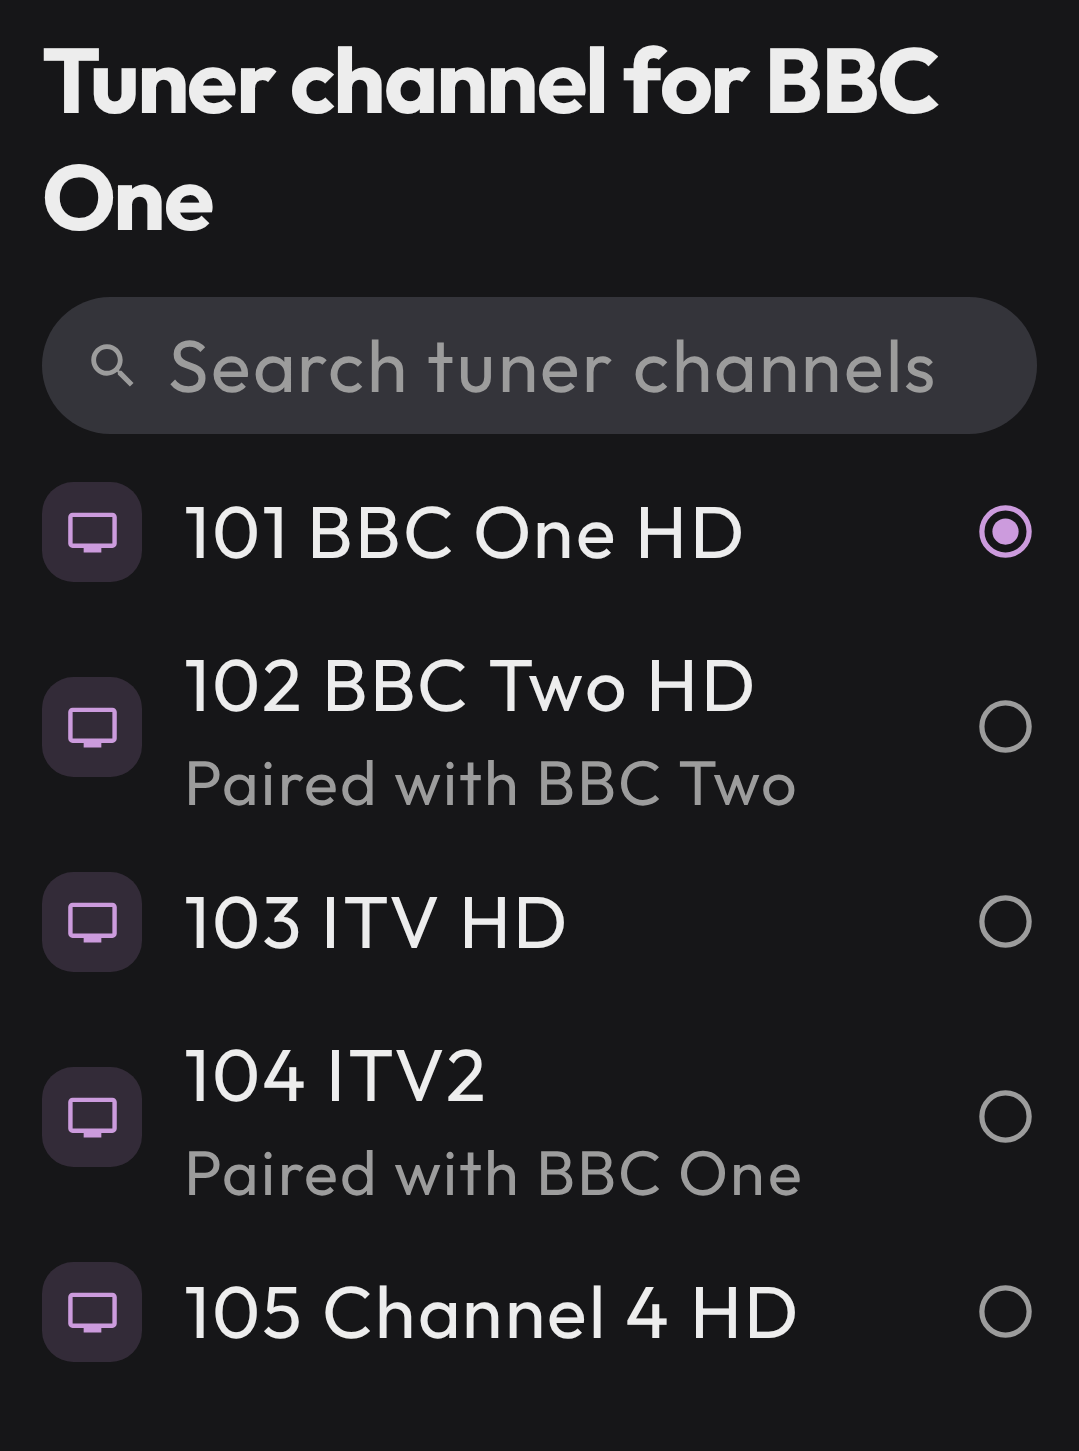 Tuner channel for BBC
One
Search tuner channels
101 BBC One HD
102 BBC Two HD
Paired with BBC Two
103 ITV HD
104 ITV2
Paired with BBC One
105 Channel 4 HD